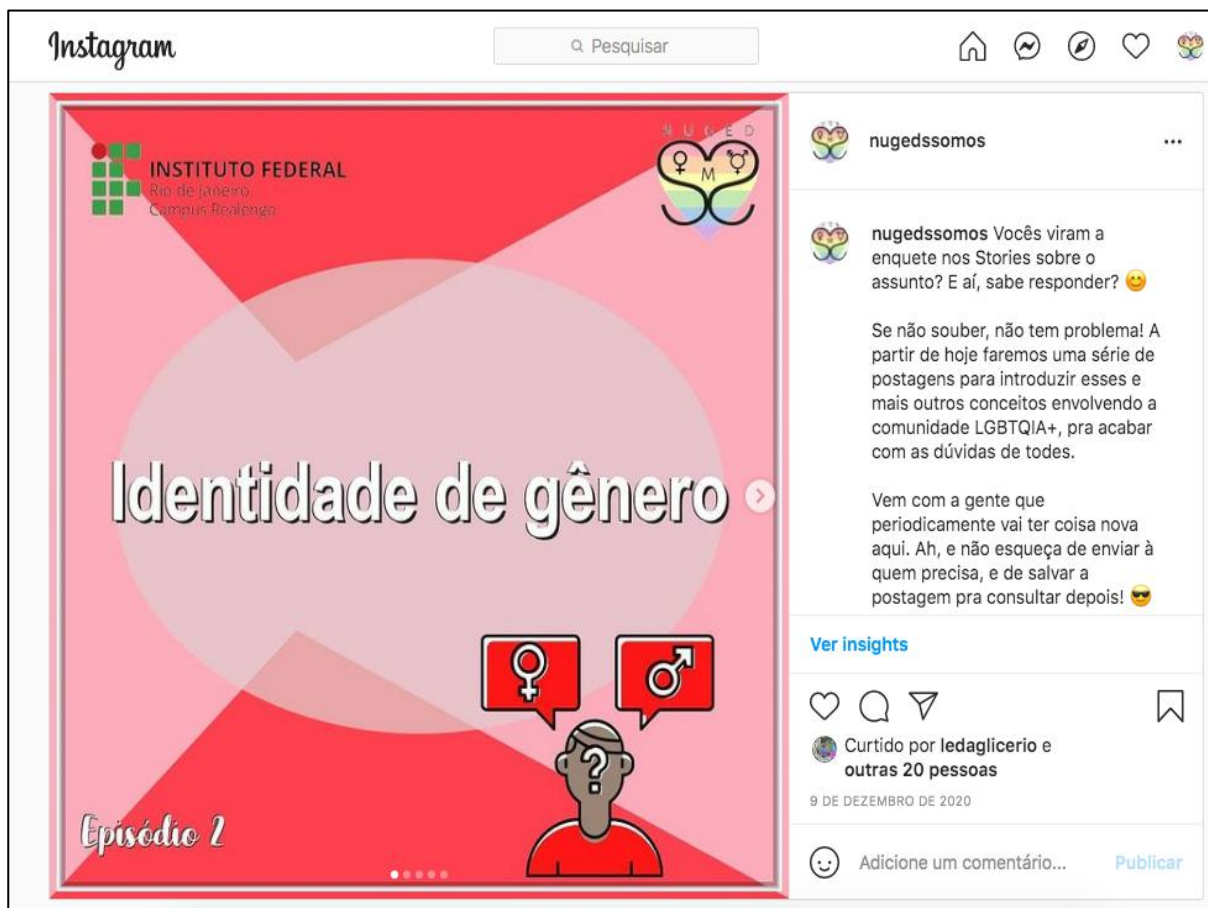 Instagram
Pesquisar
INSTITUTO FEDERAL
Rio de Janeiro
Campus Realengo
NUGED
M
Identidade de gênero
?
Episódio 2
nugedssomos
nugedssomos Vocês viram a
enquete nos Stories sobre o
assunto? E aí, sabe responder? 😊
Se não souber, não tem problema! A
partir de hoje faremos uma série de
postagens para introduzir esses e
mais outros conceitos envolvendo a
comunidade LGBTQIA+, pra acabar
com as dúvidas de todes.
Vem com a gente que
periodicamente vai ter coisa nova
aqui. Ah, e não esqueça de enviar à
quem precisa, e de salvar a
postagem pra consultar depois! 😎
Ver insights
Curtido por ledaglicerio e
outras 20 pessoas
9 DE DEZEMBRO DE 2020
Adicione um comentário... Publicar